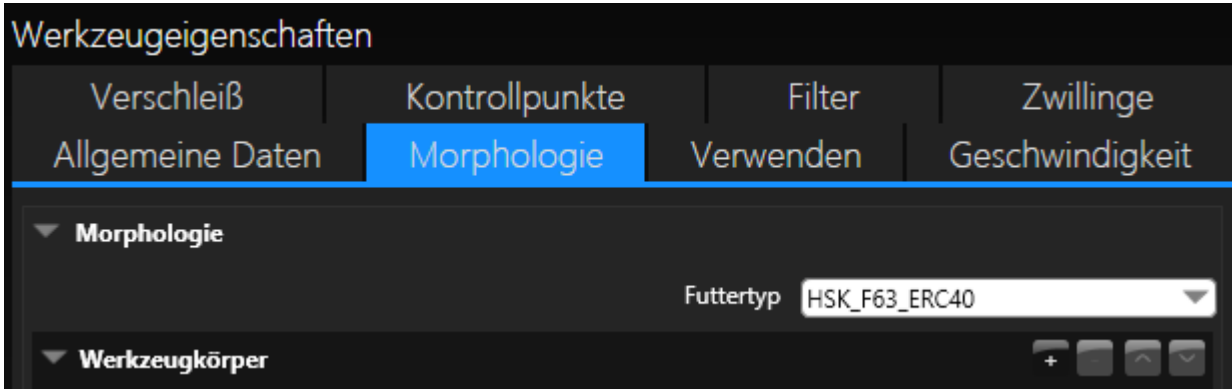 Werkzeugeigenschaften
Verschleiß Kontrollpunkte Filter Zwillinge
Allgemeine Daten Morphologie Verwenden Geschwindigkeit
Morphologie
Futtertyp HSK_F63_ERC40
Werkzeugkörper + -